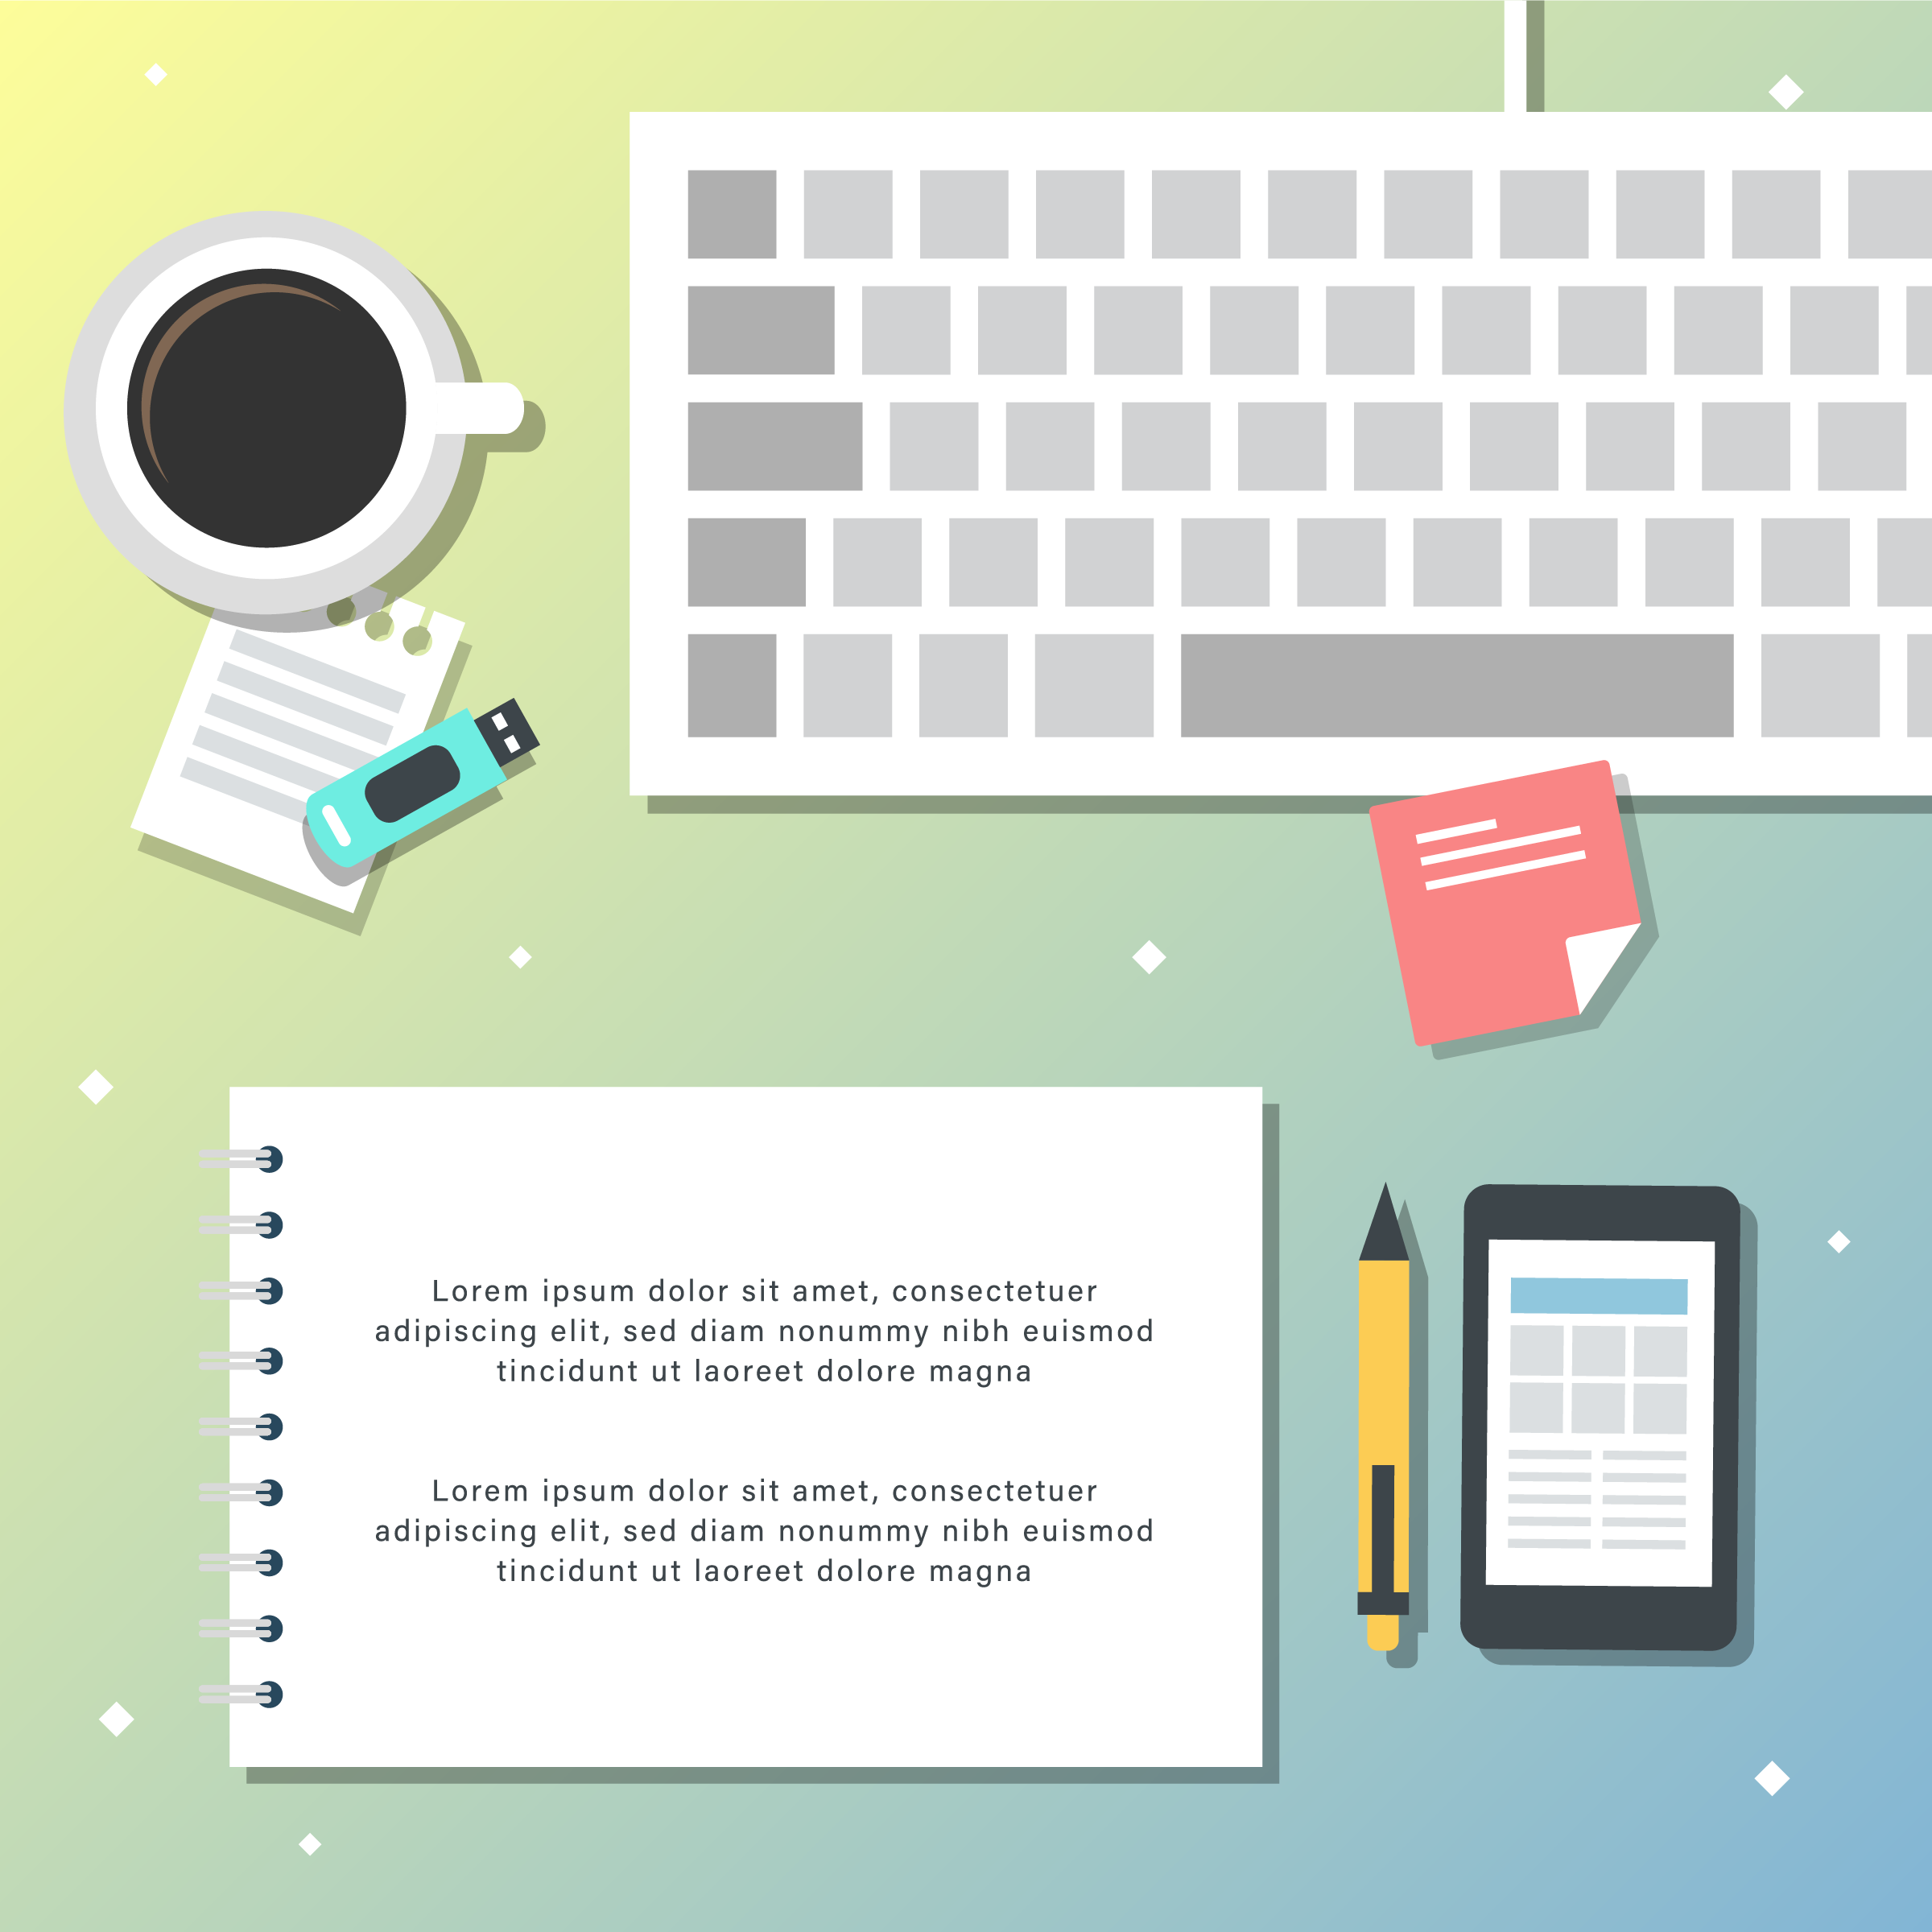 Lorem ipsum dolor sit amet, consectetuer
adipiscing elit, sed diam nonummy nibh euismod
tincidunt ut laoreet dolore magna
Lorem ipsum dolor sit amet, consectetuer
adipiscing elit, sed diam nonummy nibh euismod
tincidunt ut laoreet dolore magna